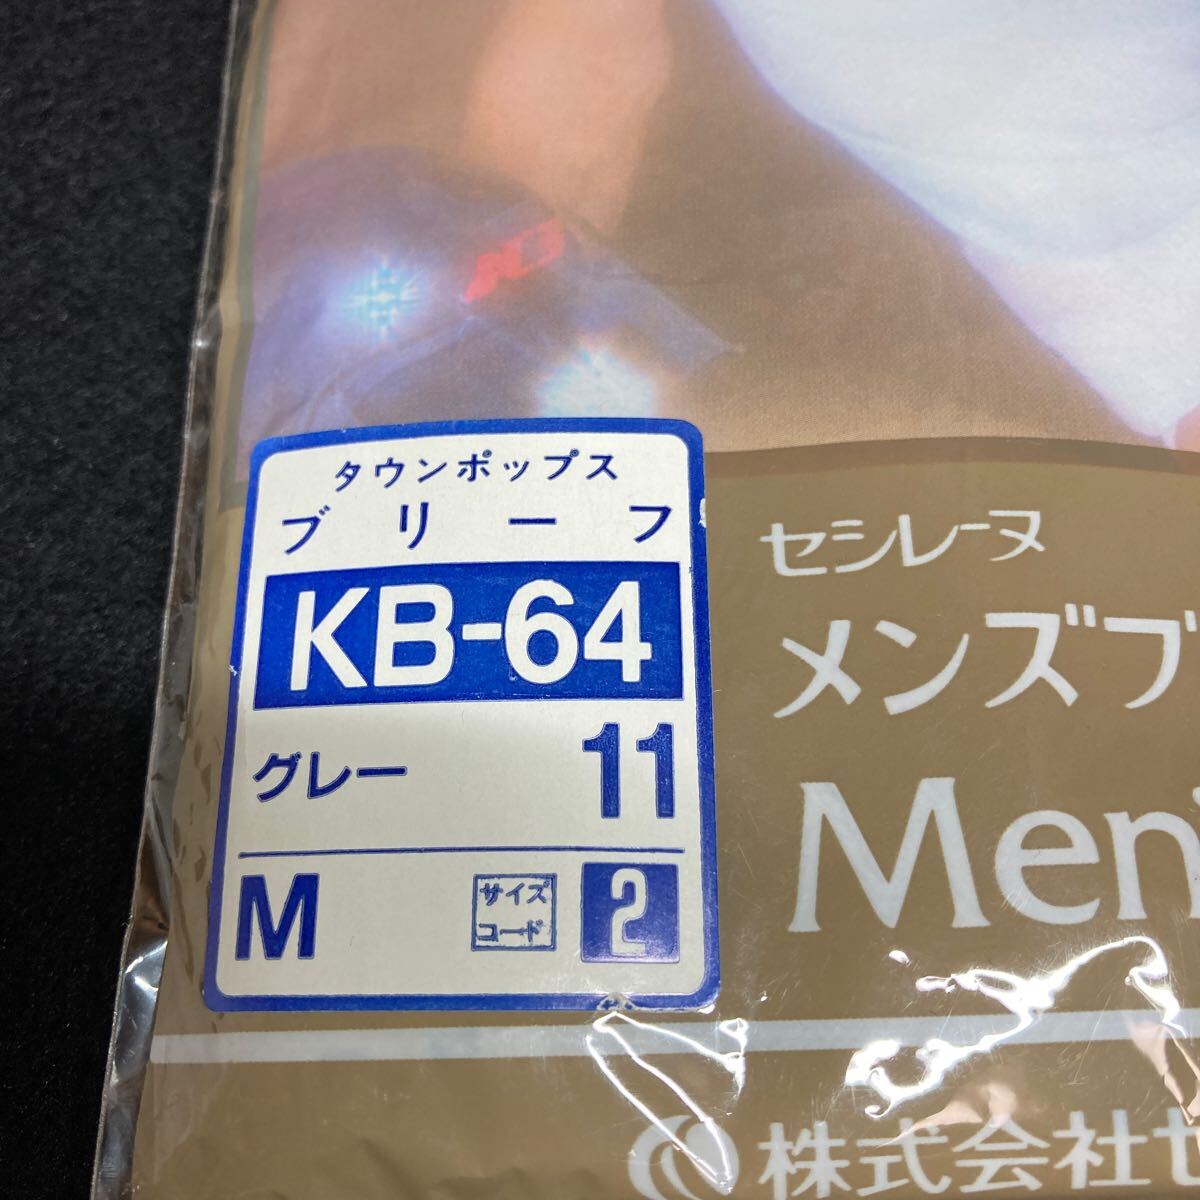 タウンポップス
ブリーフ
KB-64
グレー 11
M サイズコード 2
セシレーヌ
メンズブ
Men'
株式会社セ